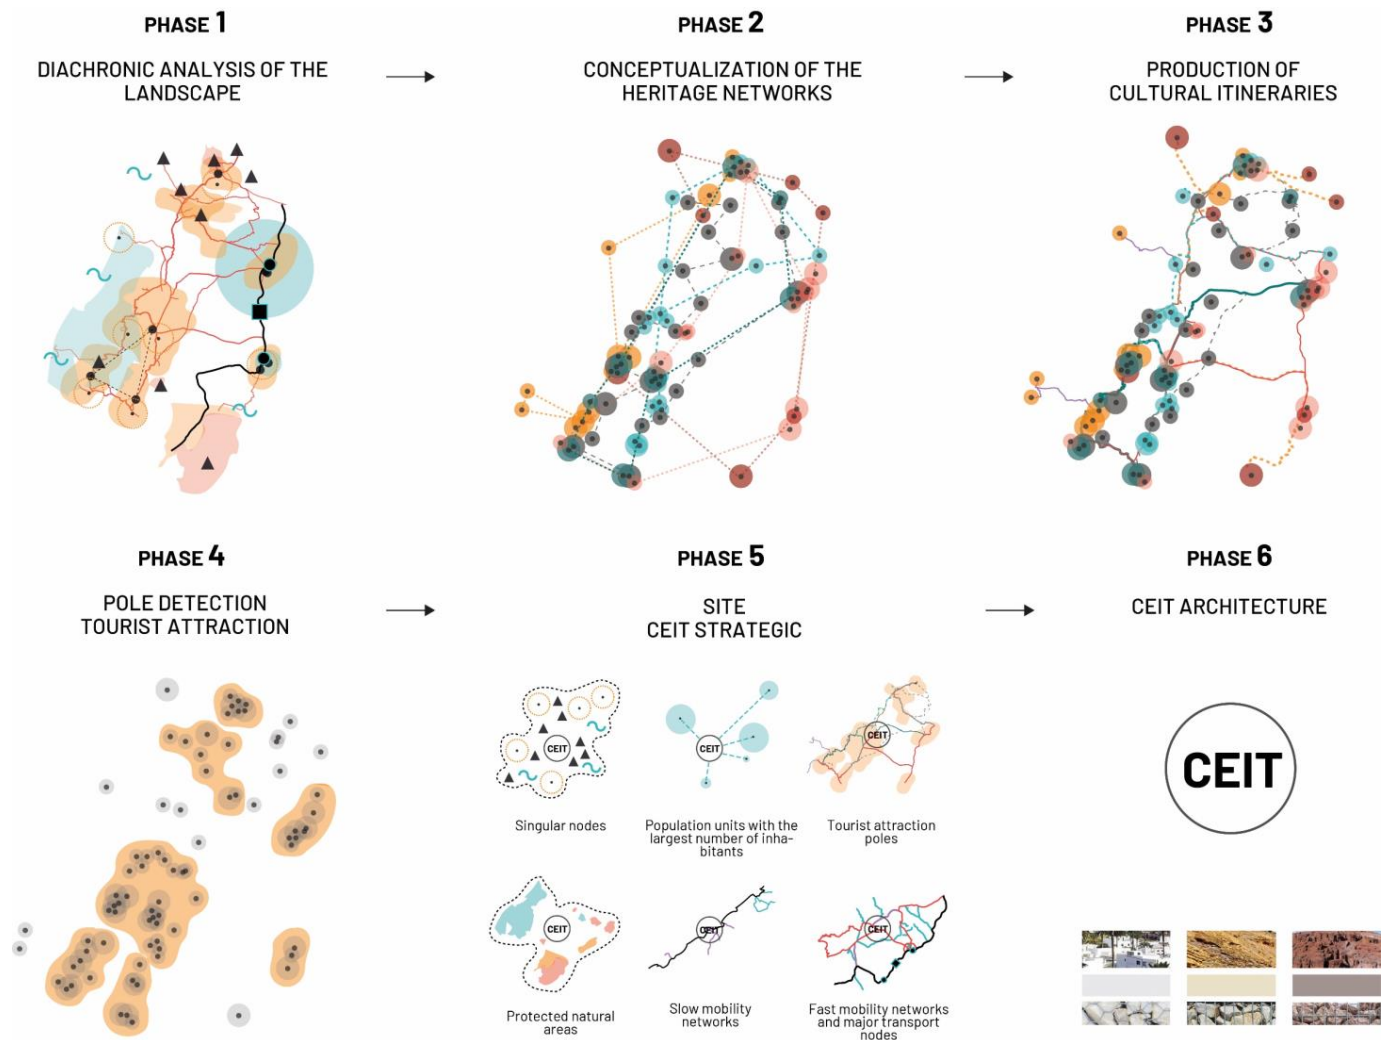 PHASE 1
DIACHRONIC ANALYSIS OF THE
LANDSCAPE
PHASE 2
CONCEPTUALIZATION OF THE
HERITAGE NETWORKS
PHASE 3
PRODUCTION OF
CULTURAL ITINERARIES
PHASE 4
POLE DETECTION
TOURIST ATTRACTION
PHASE 5
SITE
CEIT STRATEGIC
CEIT
Singular nodes
CEIT
Population units with the
largest number of inha-
bitants
CEIT
Tourist attraction
poles
CEIT
Protected natural
areas
CEIT
Slow mobility
networks
CEIT
Fast mobility networks
and major transport
nodes
PHASE 6
CEIT ARCHITECTURE
CEIT